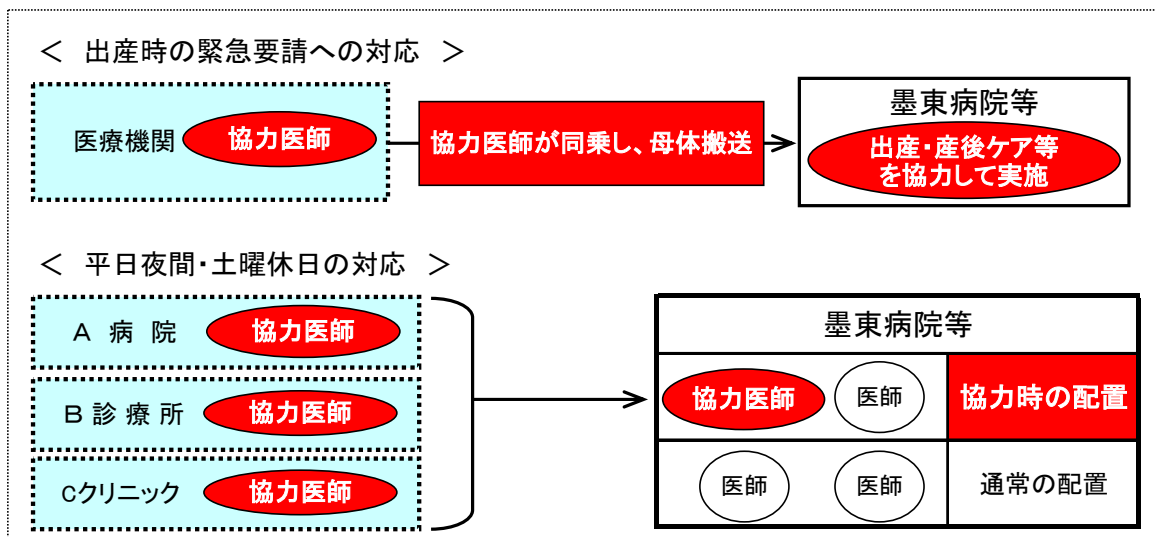 ＜ 出産時の緊急要請への対応 ＞
医療機関 協力医師
協力医師が同乗し、母体搬送
墨東病院等
出産・産後ケア等
を協力して実施
＜ 平日夜間・土曜休日の対応 ＞
A 病 院 協力医師
B 診 療 所 協力医師
Cクリニック 協力医師
墨東病院等
協力医師 医師 協力時の配置
医師 医師 通常の配置